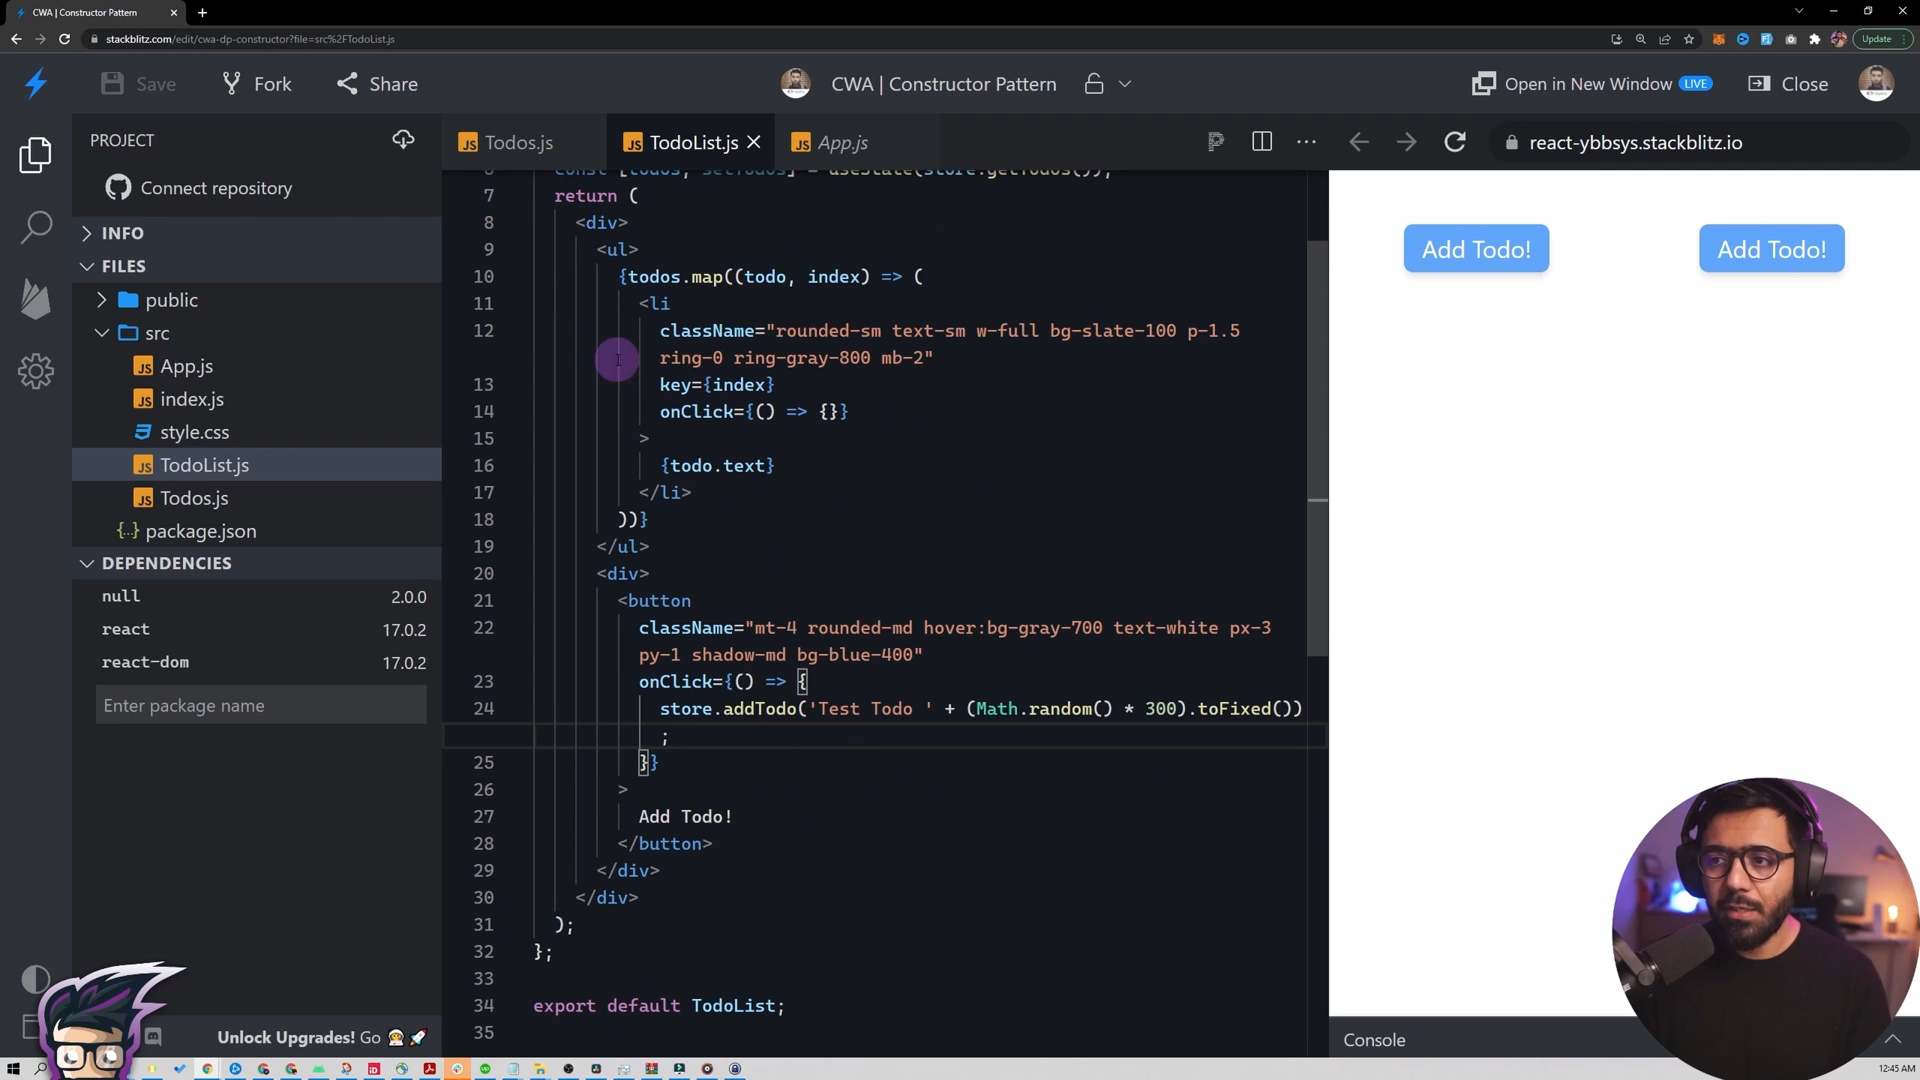 CWA | Constructor Pattern
stackblitz.com/edit/cwa-dp-constructor?file=src%2FTodoList.js
Update
Save
Fork
Share
CWA | Constructor Pattern
Open in New Window
LIVE
Close
PROJECT
Connect repository
INFO
FILES
public
src
JS App.js
JS index.js
style.css
JS TodoList.js
JS Todos.js
{..} package.json
DEPENDENCIES
null 2.0.0
react 17.0.2
react-dom 17.0.2
Enter package name
Unlock Upgrades! Go
JS Todos.js
JS TodoList.js
JS App.js
react-ybbsys.stackblitz.io
6 const [todos, setTodos] = useState(store.getTodos());
7 return (
8 <div>
9 <ul>
10 {todos.map((todo, index) => (
11 <li
12 className="rounded-sm text-sm w-full bg-slate-100 p-1.5
ring-0 ring-gray-800 mb-2"
13 key={index}
14 onClick={() => {}}
15 >
16 {todo.text}
17 </li>
18 ))}
19 </ul>
20 <div>
21 <button
22 className="mt-4 rounded-md hover:bg-gray-700 text-white px-3
py-1 shadow-md bg-blue-400"
23 onClick={() => {
24 store.addTodo('Test Todo ' + (Math.random() * 300).toFixed())
;
25 }}
26 >
27 Add Todo!
28 </button>
29 </div>
30 </div>
31 );
32 };
33
34 export default TodoList;
35
Add Todo!
Add Todo!
Console
12:45 AM